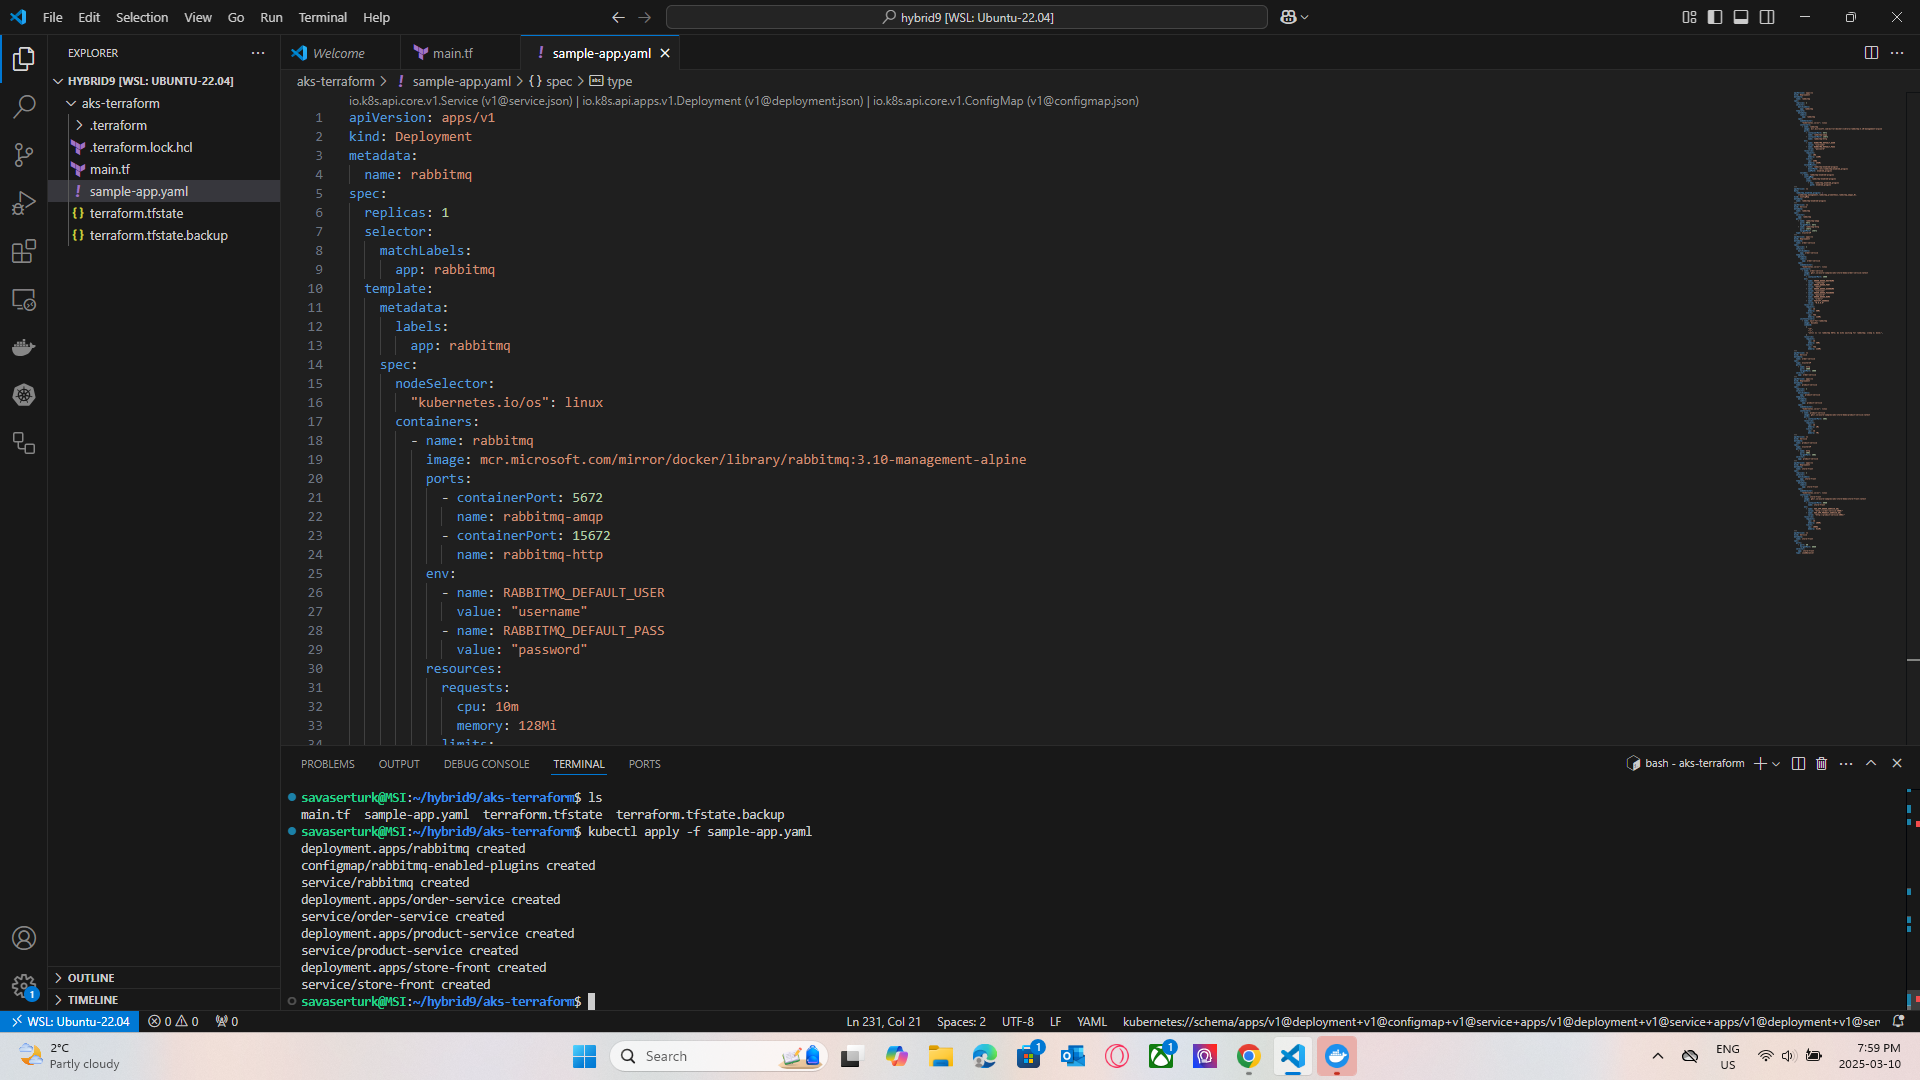 File Edit Selection View Go Run Terminal Help
hybrid9 [WSL: Ubuntu-22.04]
EXPLORER
Welcome
main.tf
! sample-app.yaml
HYBRID9 [WSL: UBUNTU-22.04]
aks-terraform
.terraform
.terraform.lock.hcl
main.tf
! sample-app.yaml
{} terraform.tfstate
{} terraform.tfstate.backup
aks-terraform > ! sample-app.yaml > {} spec > abc type
io.k8s.api.core.v1.Service (v1@service.json) | io.k8s.api.apps.v1.Deployment (v1@deployment.json) | io.k8s.api.core.v1.ConfigMap (v1@configmap.json)
1 apiVersion: apps/v1
2 kind: Deployment
3 metadata:
4 name: rabbitmq
5 spec:
6 replicas: 1
7 selector:
8 matchLabels:
9 app: rabbitmq
10 template:
11 metadata:
12 labels:
13 app: rabbitmq
14 spec:
15 nodeSelector:
16 "kubernetes.io/os": linux
17 containers:
18 - name: rabbitmq
19 image: mcr.microsoft.com/mirror/docker/library/rabbitmq:3.10-management-alpine
20 ports:
21 - containerPort: 5672
22 name: rabbitmq-amqp
23 - containerPort: 15672
24 name: rabbitmq-http
25 env:
26 - name: RABBITMQ_DEFAULT_USER
27 value: "username"
28 - name: RABBITMQ_DEFAULT_PASS
29 value: "password"
30 resources:
31 requests:
32 cpu: 10m
33 memory: 128Mi
34 limits:
PROBLEMS OUTPUT DEBUG CONSOLE TERMINAL PORTS
bash - aks-terraform
savaserturk@MSI:~/hybrid9/aks-terraform$ ls
main.tf sample-app.yaml terraform.tfstate terraform.tfstate.backup
savaserturk@MSI:~/hybrid9/aks-terraform$ kubectl apply -f sample-app.yaml
deployment.apps/rabbitmq created
configmap/rabbitmq-enabled-plugins created
service/rabbitmq created
deployment.apps/order-service created
service/order-service created
deployment.apps/product-service created
service/product-service created
deployment.apps/store-front created
service/store-front created
savaserturk@MSI:~/hybrid9/aks-terraform$
OUTLINE
TIMELINE
1
WSL: Ubuntu-22.04
0 0 0
Ln 231, Col 21 Spaces: 2 UTF-8 LF YAML kubernetes://schema/apps/v1@deployment+v1@configmap+v1@service+apps/v1@deployment+v1@service+apps/v1@deployment+v1@ser
2°C
Partly cloudy
Search
1
1
ENG
US
7:59 PM
2025-03-10